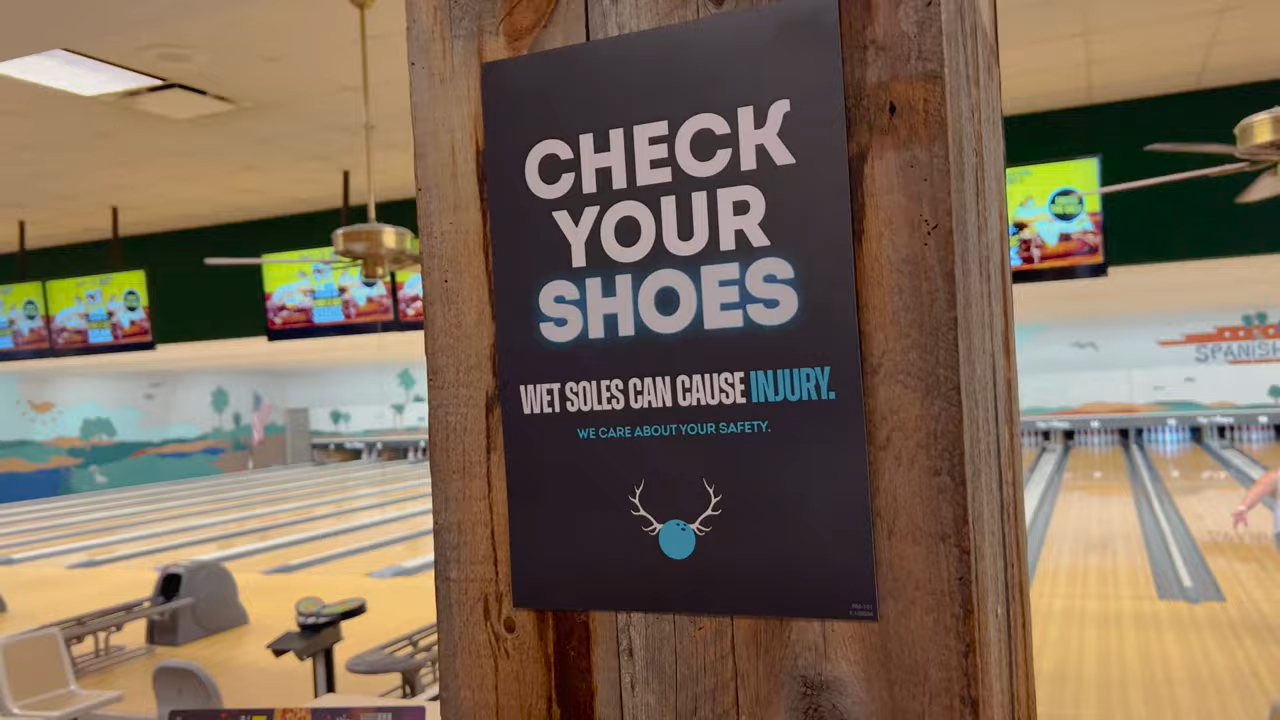 CHECK
YOUR
SHOES
WET SOLES CAN CAUSE INJURY.
WE CARE ABOUT YOUR SAFETY.
SPANISH